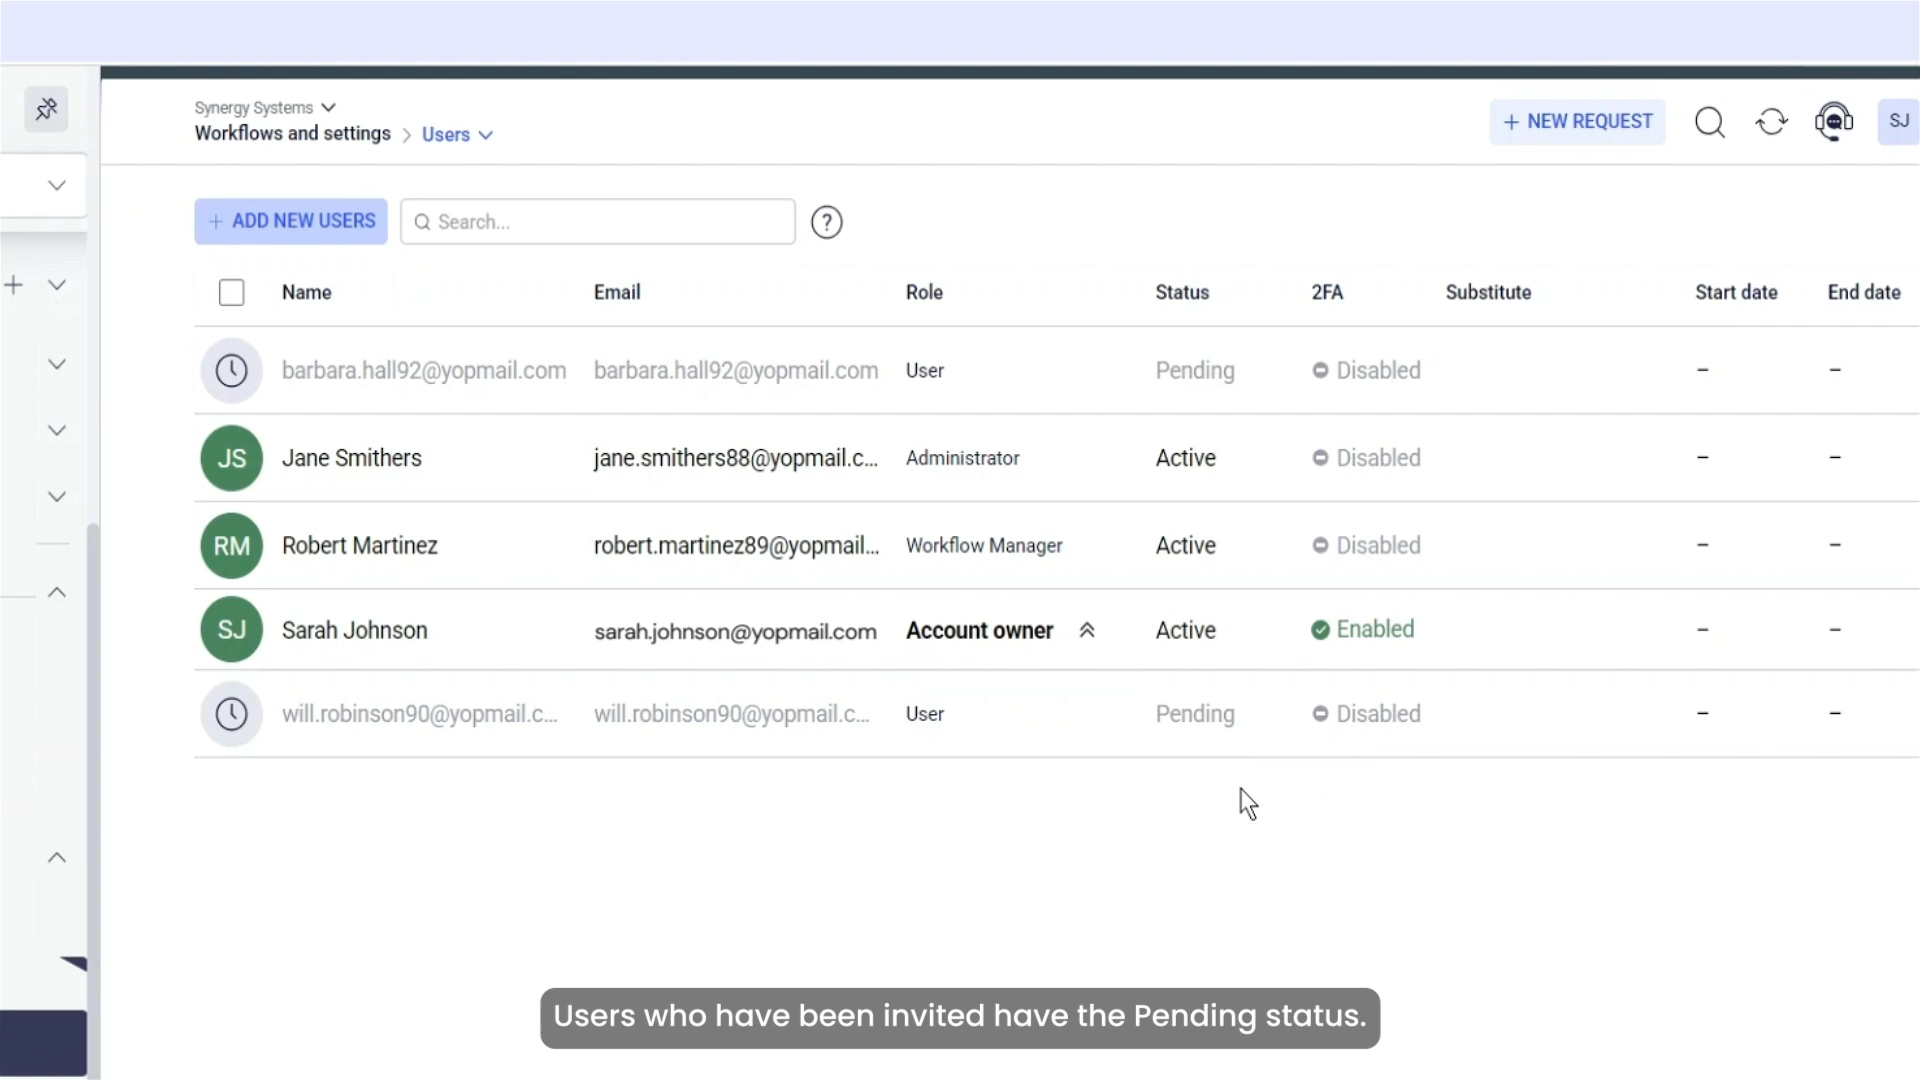 Synergy Systems
Workflows and settings > Users
+ NEW REQUEST
SJ
+ ADD NEW USERS
Search...
?
Name Email Role Status 2FA Substitute Start date End date
barbara.hall92@yopmail.com barbara.hall92@yopmail.com User Pending Disabled – –
JS Jane Smithers jane.smithers88@yopmail.c... Administrator Active Disabled – –
RM Robert Martinez robert.martinez89@yopmail... Workflow Manager Active Disabled – –
SJ Sarah Johnson sarah.johnson@yopmail.com Account owner Active Enabled – –
will.robinson90@yopmail.c... will.robinson90@yopmail.c... User Pending Disabled – –
Users who have been invited have the Pending status.